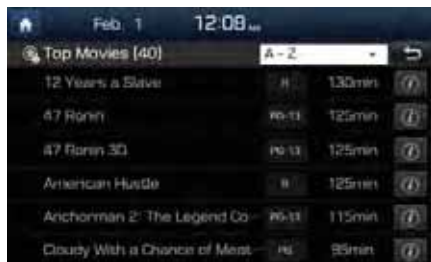 Feb. 1 12:08 AM
Top Movies (40) A - Z
12 Years a Slave R 130min
47 Ronin PG-13 125min
47 Ronin 3D PG-13 125min
American Hustle R 125min
Anchorman 2: The Legend Co PG-13 115min
Cloudy With a Chance of Meat PG 95min